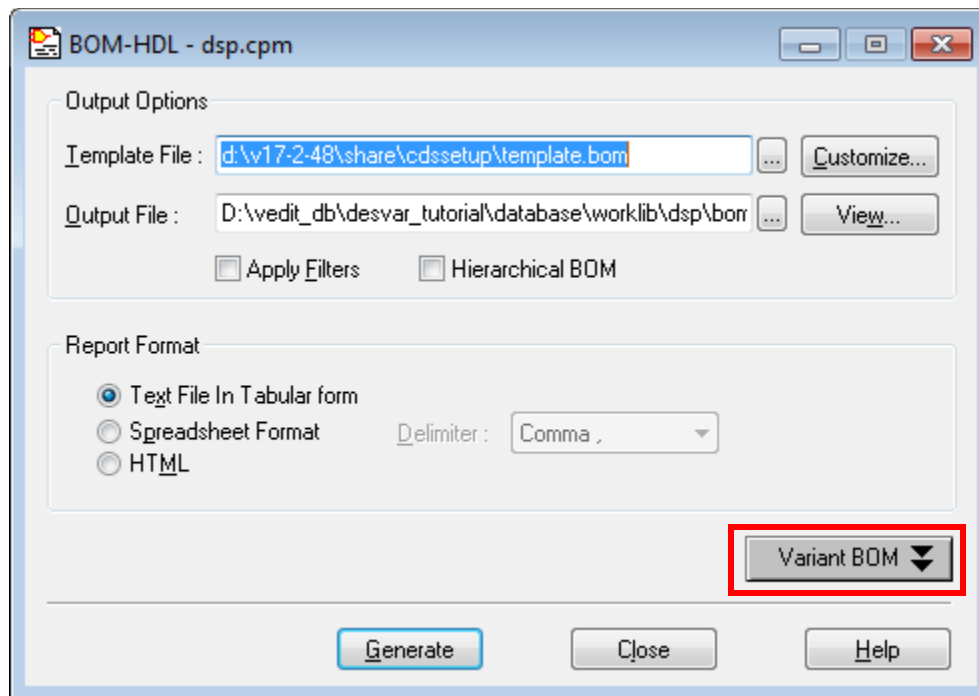 BOM-HDL - dsp.cpm
Output Options
Template File : d:\v17-2-48\share\cdssetup\template.bom ... Customize...
Output File : D:\vedit_db\desvar_tutorial\database\worklib\dsp\bom ... View...
Apply Filters Hierarchical BOM
Report Format
Text File In Tabular form
Spreadsheet Format Delimiter : Comma ,
HTML
Variant BOM
Generate Close Help